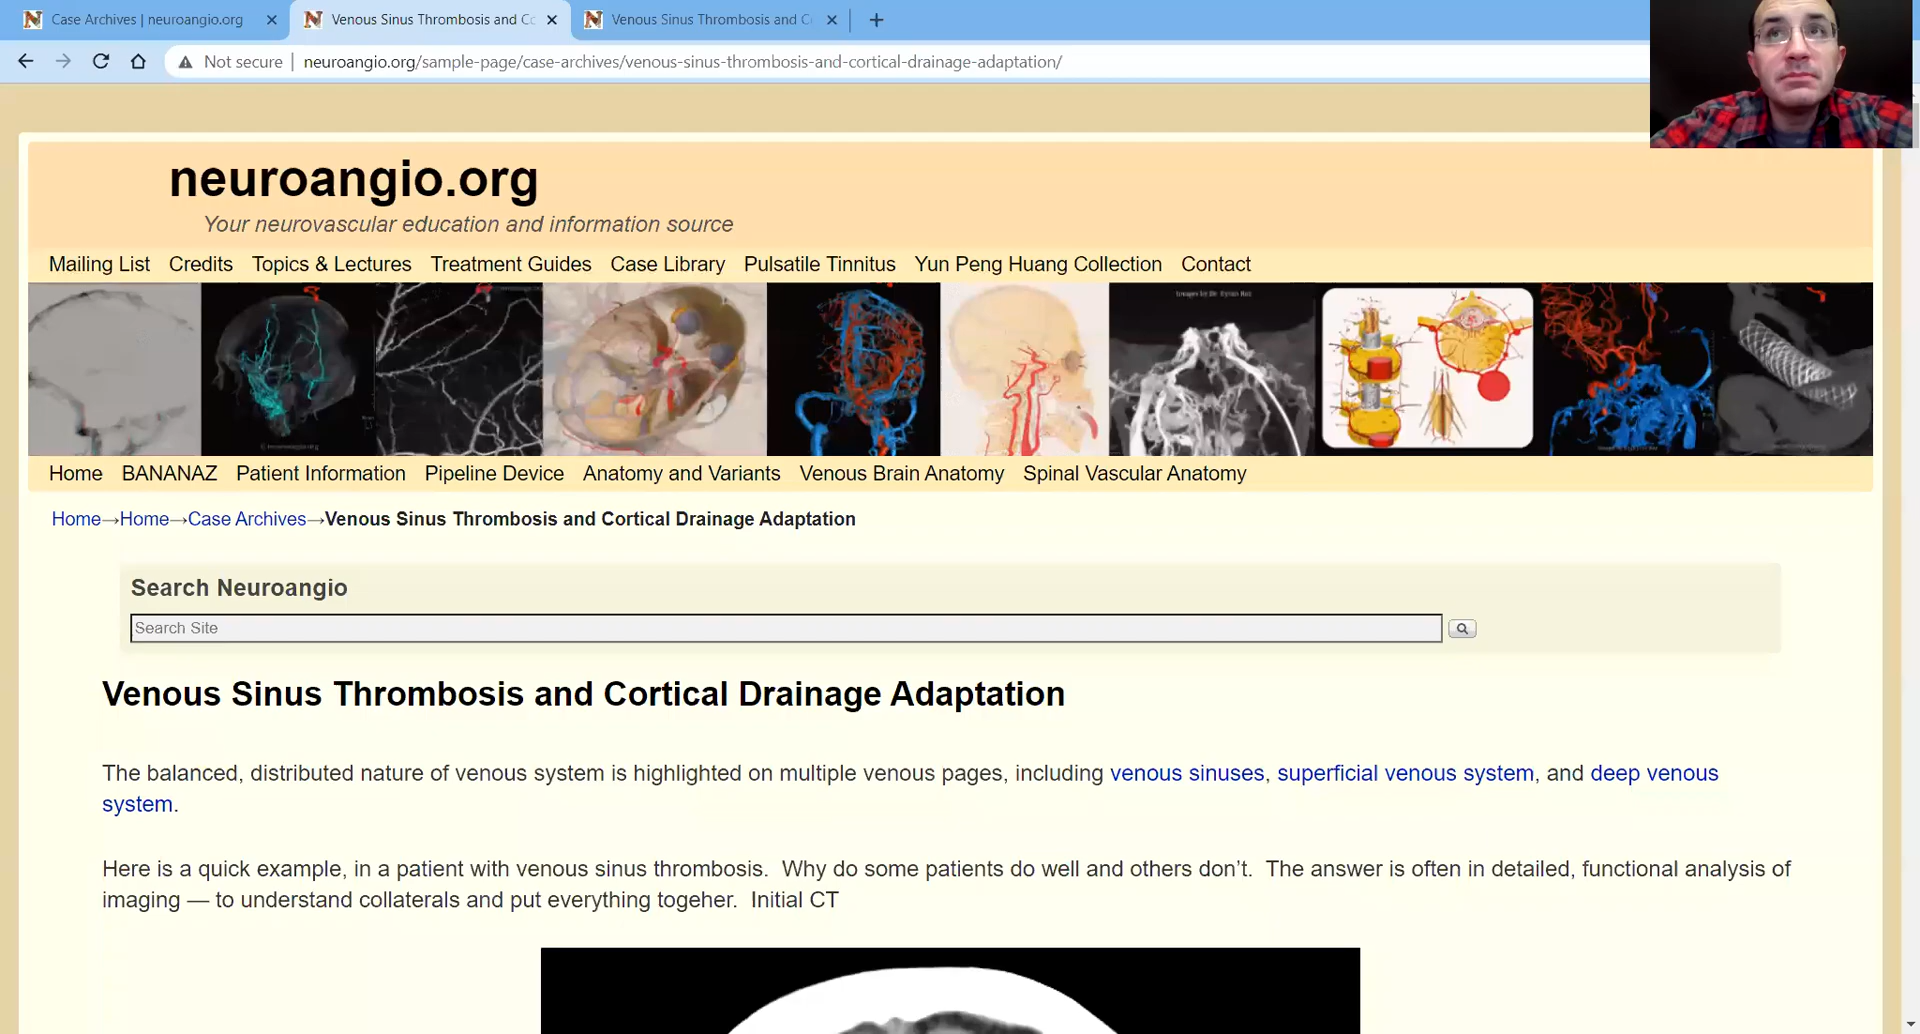 Case Archives | neuroangio.org
Venous Sinus Thrombosis and Co
Venous Sinus Thrombosis and C
Not secure | neuroangio.org/sample-page/case-archives/venous-sinus-thrombosis-and-cortical-drainage-adaptation/
neuroangio.org
Your neurovascular education and information source
Mailing List Credits Topics & Lectures Treatment Guides Case Library Pulsatile Tinnitus Yun Peng Huang Collection Contact
Home BANANAZ Patient Information Pipeline Device Anatomy and Variants Venous Brain Anatomy Spinal Vascular Anatomy
Home→Home→Case Archives→Venous Sinus Thrombosis and Cortical Drainage Adaptation
Search Neuroangio
Search Site
Venous Sinus Thrombosis and Cortical Drainage Adaptation
The balanced, distributed nature of venous system is highlighted on multiple venous pages, including venous sinuses, superficial venous system, and deep venous
system.
Here is a quick example, in a patient with venous sinus thrombosis. Why do some patients do well and others don’t. The answer is often in detailed, functional analysis of
imaging — to understand collaterals and put everything togeher. Initial CT